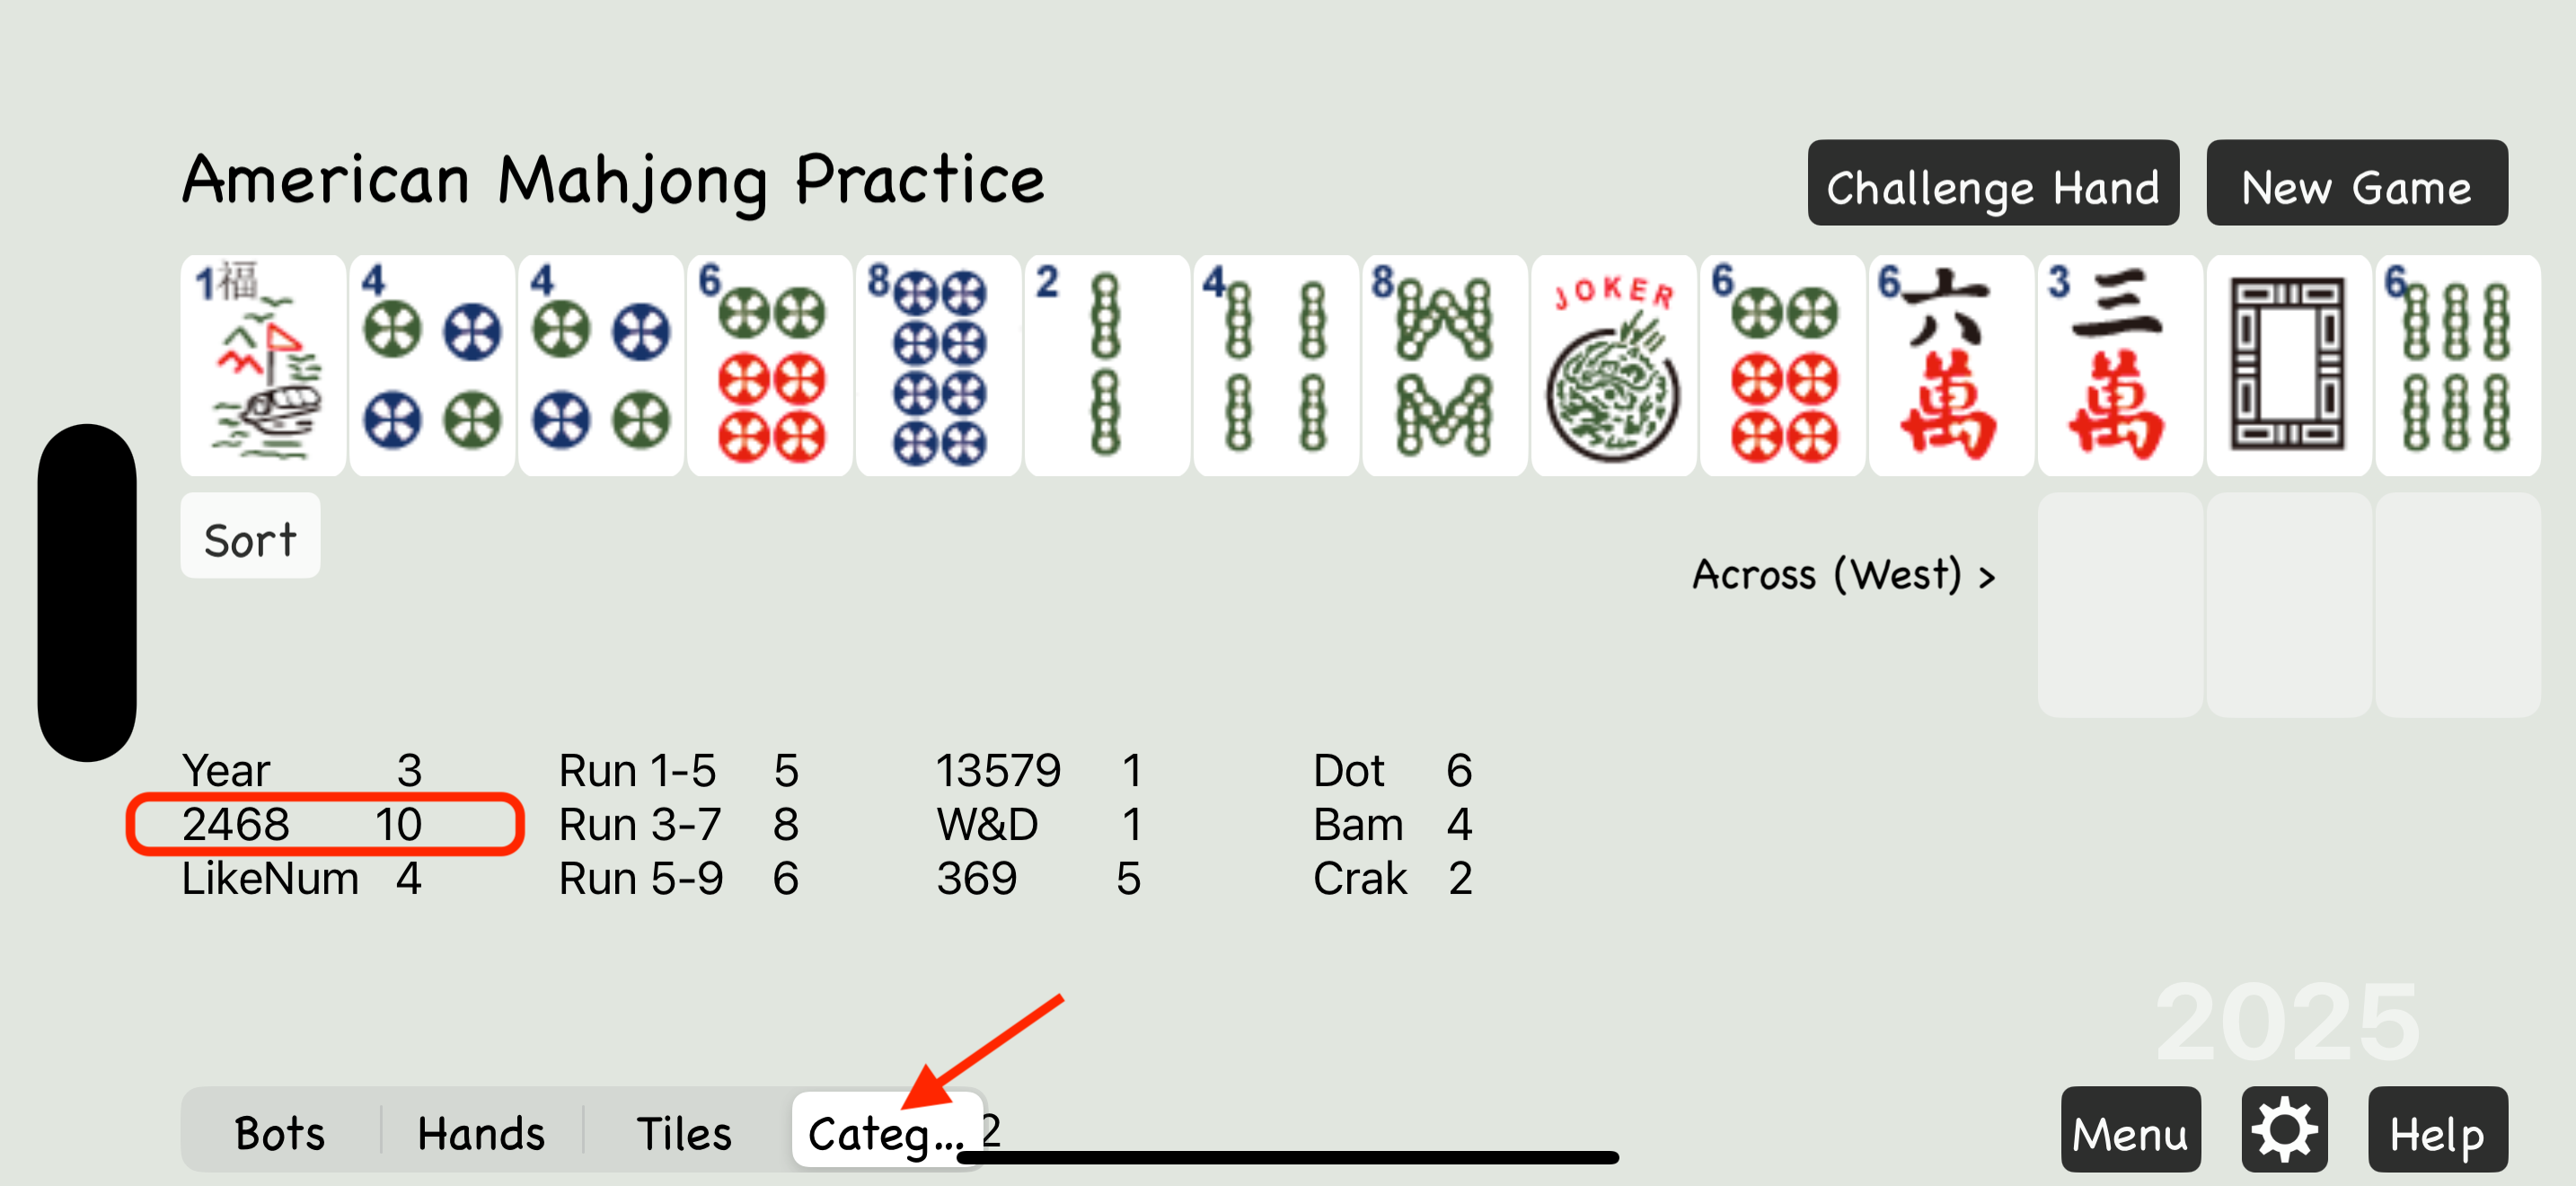 American Mahjong Practice
Challenge Hand
New Game
1福
4
4
6
8
2
4
8
JOKER
6
6六萬
3三萬
6
Sort
Across (West) >
Year 3 Run 1-5 5 13579 1 Dot 6
2468 10 Run 3-7 8 W&D 1 Bam 4
LikeNum 4 Run 5-9 6 369 5 Crak 2
2025
Bots Hands Tiles Categ... 2
Menu Help